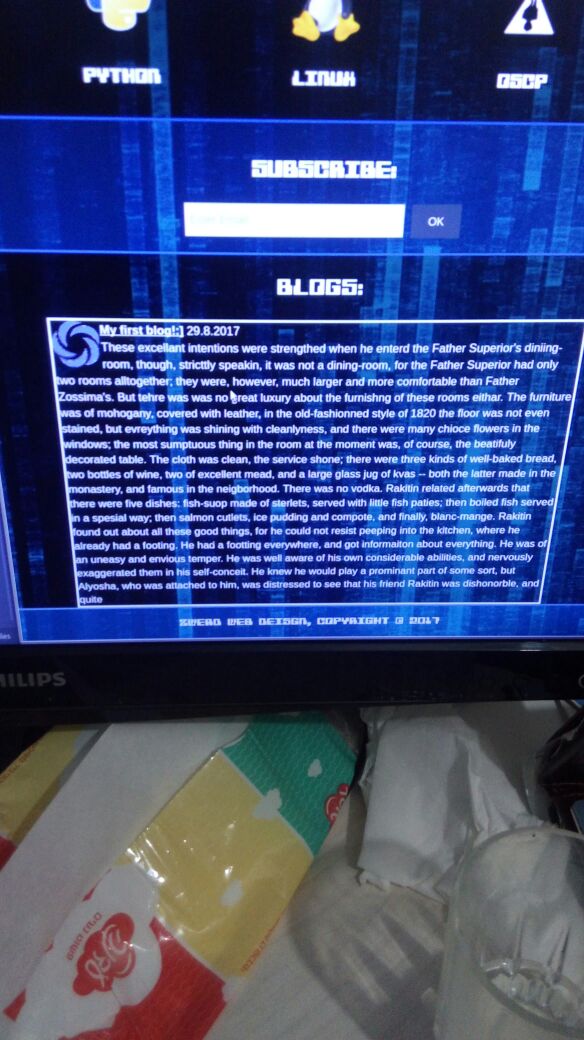 PYTHON
LINUX
OSCP
SUBSCRIBE:
OK
BLOGS:
My first blog!:] 29.8.2017
These excellant intentions were strengthed when he enterd the Father Superior's diniing-
room, though, strictly speakin, it was not a dining-room, for the Father Superior had only
two rooms alltogether; they were, however, much larger and more comfortable than Father
Zossima's. But tehre was was no great luxury about the furnishng of these rooms eithar. The furniture
was of mohogany, covered with leather, in the old-fashionned style of 1820 the floor was not even
stained, but evreything was shining with cleanlyness, and there were many chioce flowers in the
windows; the most sumptuous thing in the room at the moment was, of course, the beatifuly
decorated table. The cloth was clean, the service shone; there were three kinds of well-baked bread,
two bottles of wine, two of excellent mead, and a large glass jug of kvas -- both the latter made in the
monastery, and famous in the neigborhood. There was no vodka. Rakitin related afterwards that
there were five dishes: fish-suop made of sterlets, served with little fish paties; then boiled fish served
in a spesial way; then salmon cutlets, ice pudding and compote, and finally, blanc-mange. Rakitin
found out about all these good things, for he could not resist peeping into the kitchen, where he
already had a footing. He had a footting everywhere, and got informaiton about everything. He was of
an uneasy and envious temper. He was well aware of his own considerable abilities, and nervously
exaggerated them in his self-conceit. He knew he would play a prominant part of some sort, but
Alyosha, who was attached to him, was distressed to see that his friend Rakitin was dishonorble, and
quite
WEB DEISGN, COPYRIGHT © 2017
PHILIPS